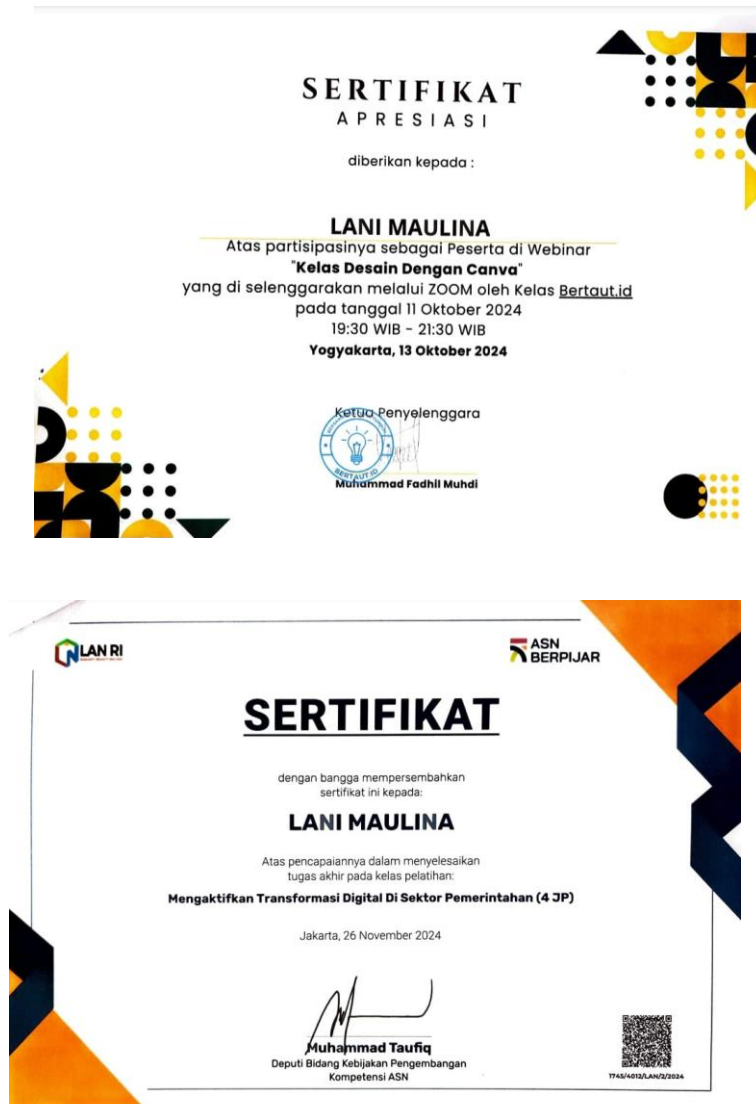 SERTIFIKAT
APRESIASI
diberikan kepada :
LANI MAULINA
Atas partisipasinya sebagai Peserta di Webinar
"Kelas Desain Dengan Canva"
yang di selenggarakan melalui ZOOM oleh Kelas Bertaut.id
pada tanggal 11 Oktober 2024
19:30 WIB - 21:30 WIB
Yogyakarta, 13 Oktober 2024
Ketua Penyelenggara
BERTAUT.ID
Muhammad Fadhil Muhdi
LAN RI
ASN
BERPIJAR
SERTIFIKAT
dengan bangga mempersembahkan
sertifikat ini kepada:
LANI MAULINA
Atas pencapaiannya dalam menyelesaikan
tugas akhir pada kelas pelatihan:
Mengaktifkan Transformasi Digital Di Sektor Pemerintahan (4 JP)
Jakarta, 26 November 2024
Muhammad Taufiq
Deputi Bidang Kebijakan Pengembangan
Kompetensi ASN
1745/4012/LAN/2/2024